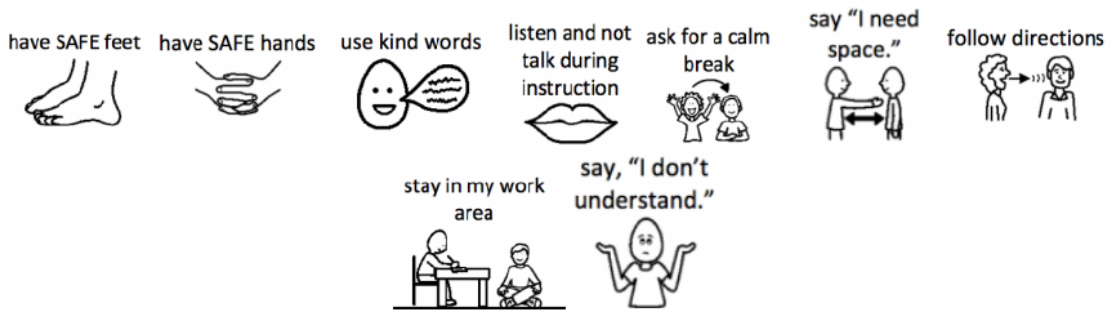 have SAFE feet
have SAFE hands
use kind words
listen and not
talk during
instruction
ask for a calm
break
say "I need
space."
follow directions
stay in my work
area
say, "I don't
understand."